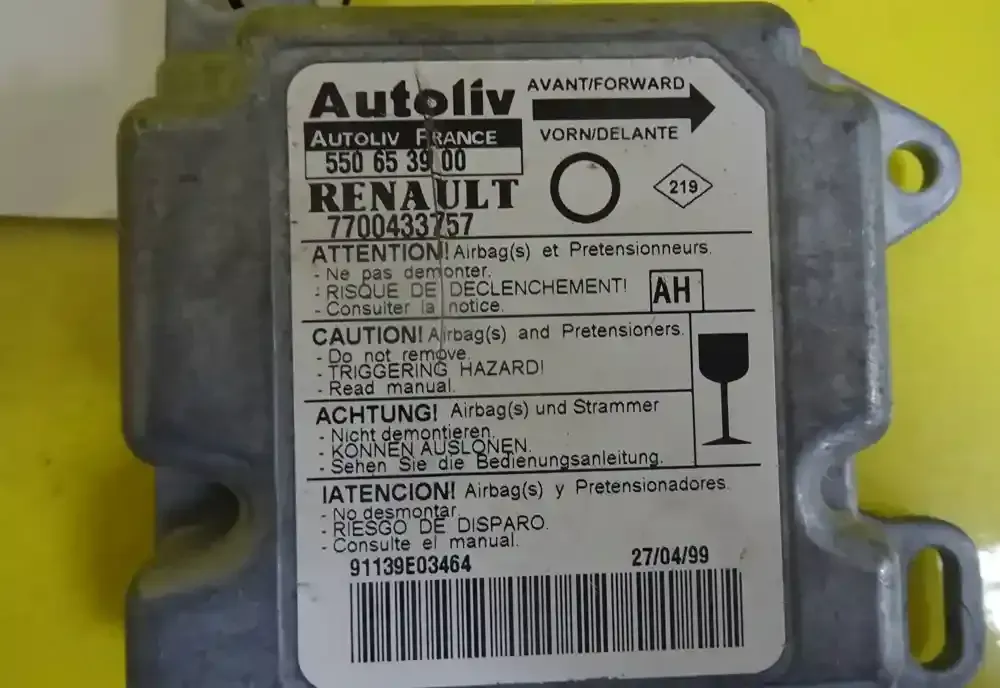 Autoliv
AVANT/FORWARD
AUTOLIV FRANCE
VORN/DELANTE
550 65 39 00
RENAULT
219
7700433757
ATTENTION! Airbag(s) et Pretensionneurs.
- Ne pas demonter.
- RISQUE DE DECLENCHEMENT!
- Consulter la notice.
AH
CAUTION! Airbag(s) and Pretensioners.
- Do not remove.
- TRIGGERING HAZARD!
- Read manual.
ACHTUNG! Airbag(s) und Strammer
- Nicht demontieren.
- KONNEN AUSLONEN.
- Sehen Sie die Bedienungsanleitung.
IATENCION! Airbag(s) y Pretensionadores.
- No desmontar.
- RIESGO DE DISPARO.
- Consulte el manual.
91139E03464 27/04/99